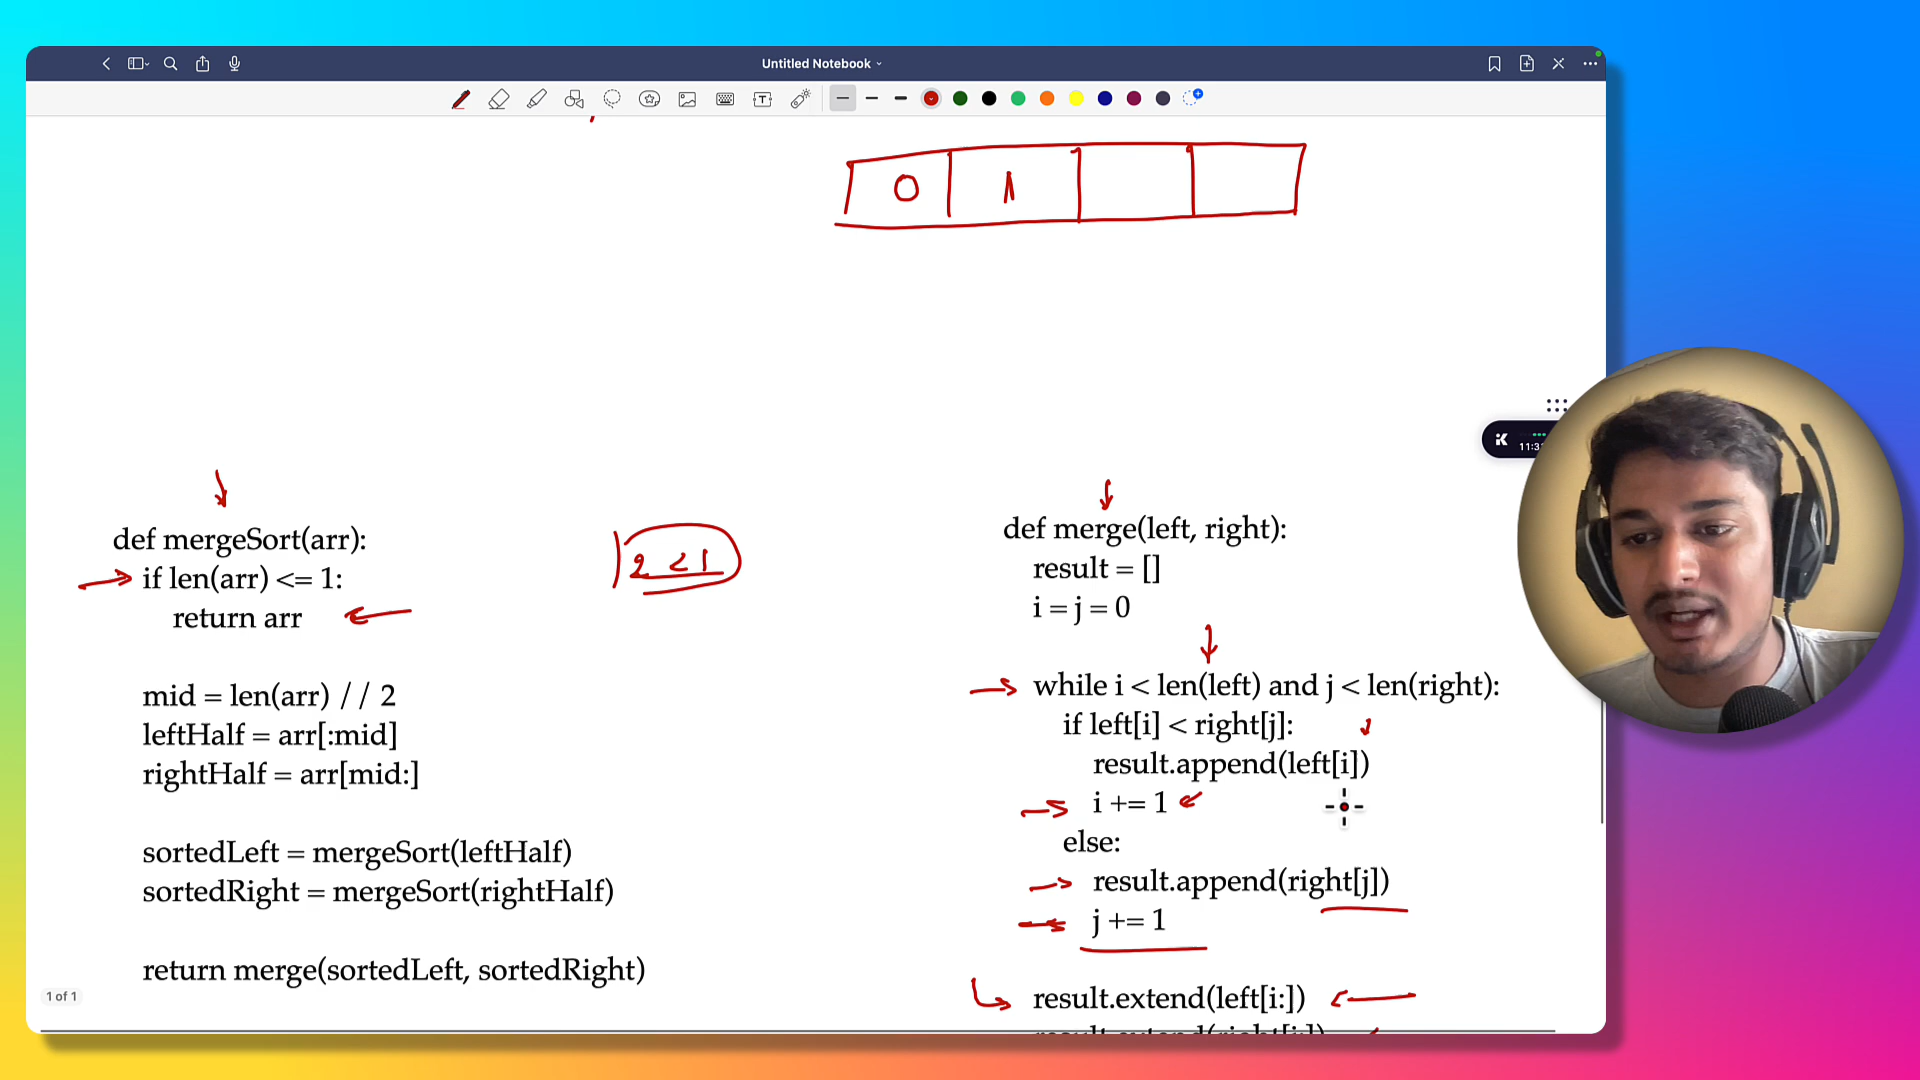 Untitled Notebook
0 1
def mergeSort(arr):
if len(arr) <= 1:
return arr
mid = len(arr) // 2
leftHalf = arr[:mid]
rightHalf = arr[mid:]
sortedLeft = mergeSort(leftHalf)
sortedRight = mergeSort(rightHalf)
return merge(sortedLeft, sortedRight)
2 < 1
def merge(left, right):
result = []
i = j = 0
while i < len(left) and j < len(right):
if left[i] < right[j]:
result.append(left[i])
i += 1
else:
result.append(right[j])
j += 1
result.extend(left[i:])
1 of 1